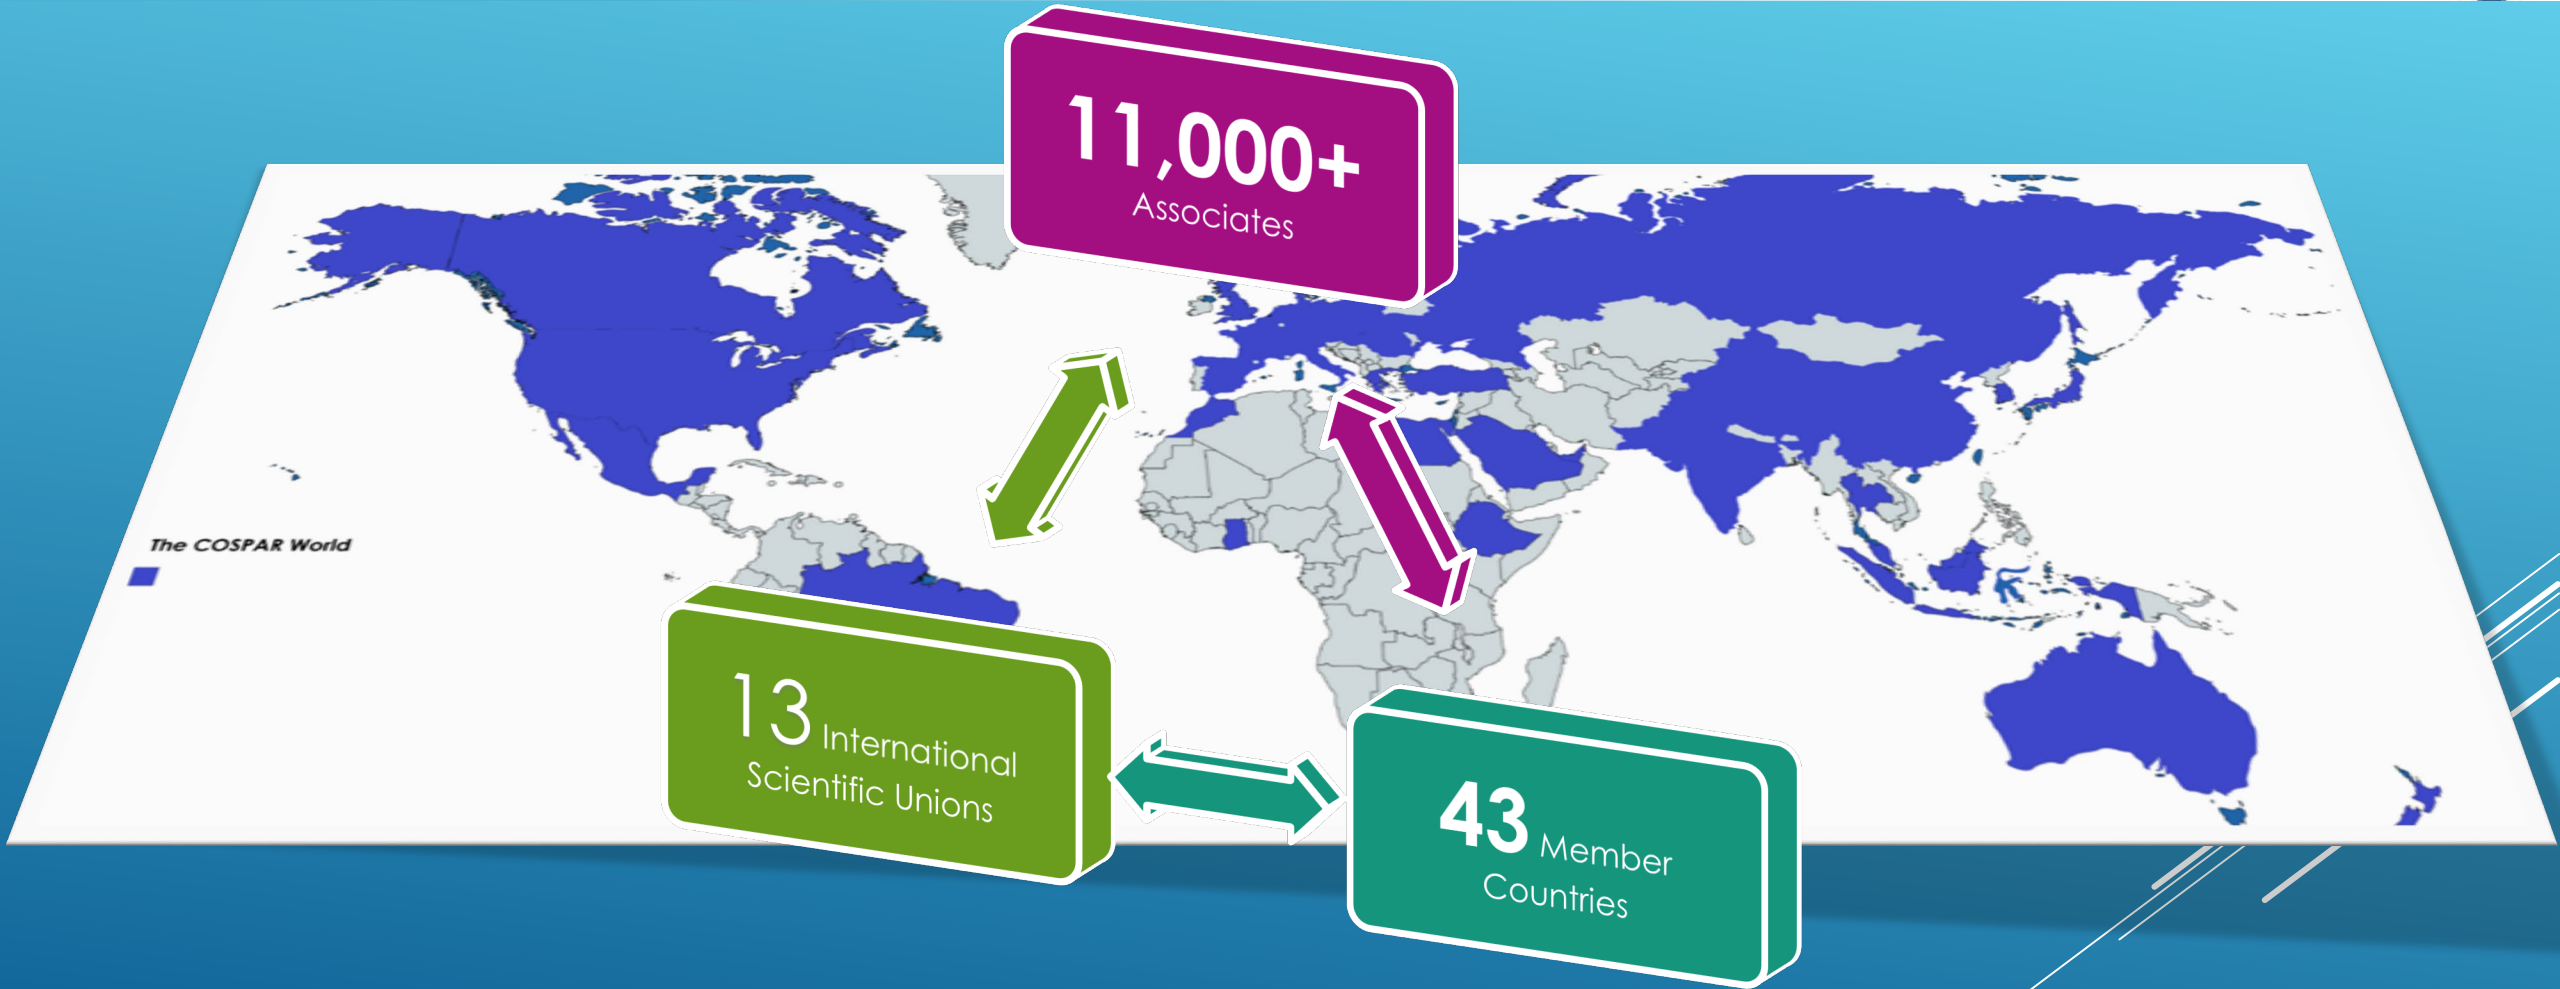 11,000+
Associates
The COSPAR World
13 International
Scientific Unions
43 Member
Countries